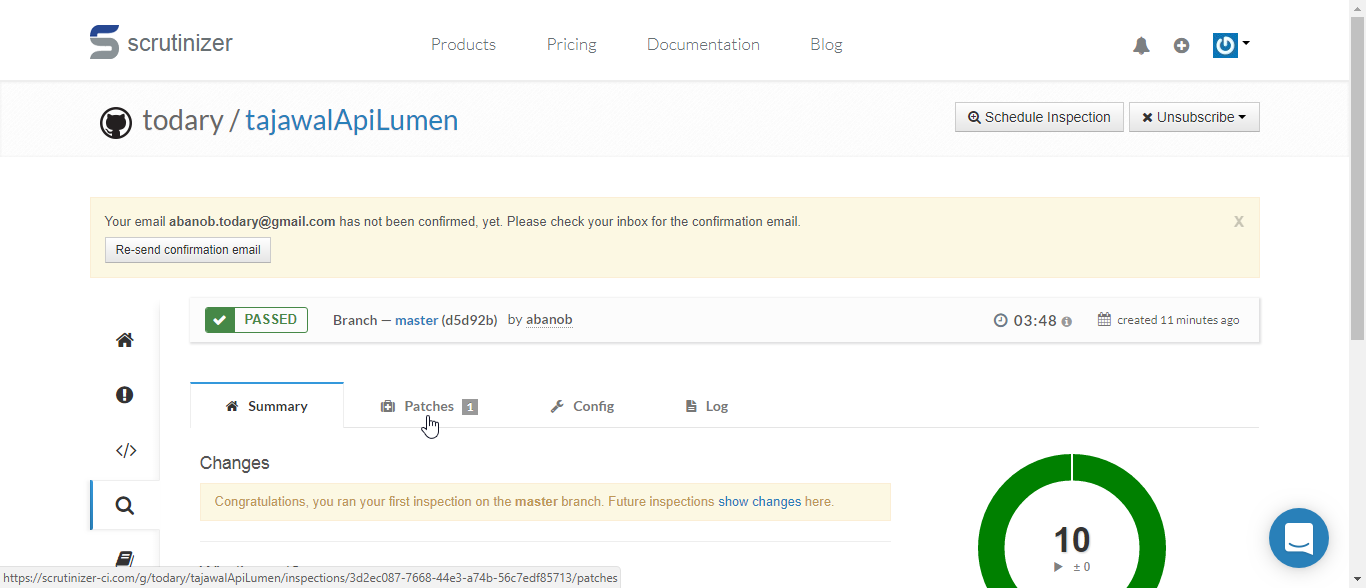 scrutinizer
Products Pricing Documentation Blog
todary / tajawalApiLumen
Schedule Inspection Unsubscribe
Your email abanob.todary@gmail.com has not been confirmed, yet. Please check your inbox for the confirmation email.
X
Re-send confirmation email
PASSED Branch — master (d5d92b) by abanob 03:48 created 11 minutes ago
Summary Patches 1 Config Log
Changes
Congratulations, you ran your first inspection on the master branch. Future inspections show changes here.
10
± 0
https://scrutinizer-ci.com/g/todary/tajawalApiLumen/inspections/3d2ec087-7668-44e3-a74b-56c7edf85713/patches